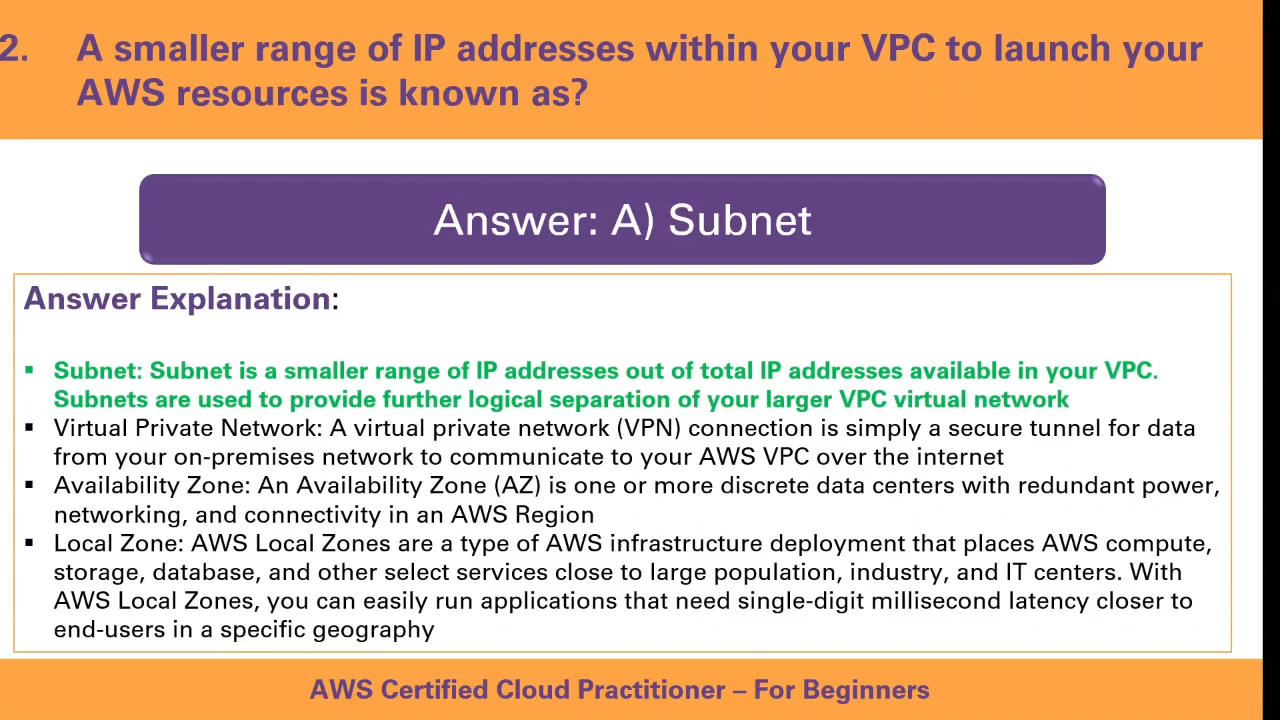 2. A smaller range of IP addresses within your VPC to launch your
AWS resources is known as?
Answer: A) Subnet
Answer Explanation:
▪ Subnet: Subnet is a smaller range of IP addresses out of total IP addresses available in your VPC.
Subnets are used to provide further logical separation of your larger VPC virtual network
▪ Virtual Private Network: A virtual private network (VPN) connection is simply a secure tunnel for data
from your on-premises network to communicate to your AWS VPC over the internet
▪ Availability Zone: An Availability Zone (AZ) is one or more discrete data centers with redundant power,
networking, and connectivity in an AWS Region
▪ Local Zone: AWS Local Zones are a type of AWS infrastructure deployment that places AWS compute,
storage, database, and other select services close to large population, industry, and IT centers. With
AWS Local Zones, you can easily run applications that need single-digit millisecond latency closer to
end-users in a specific geography
AWS Certified Cloud Practitioner – For Beginners